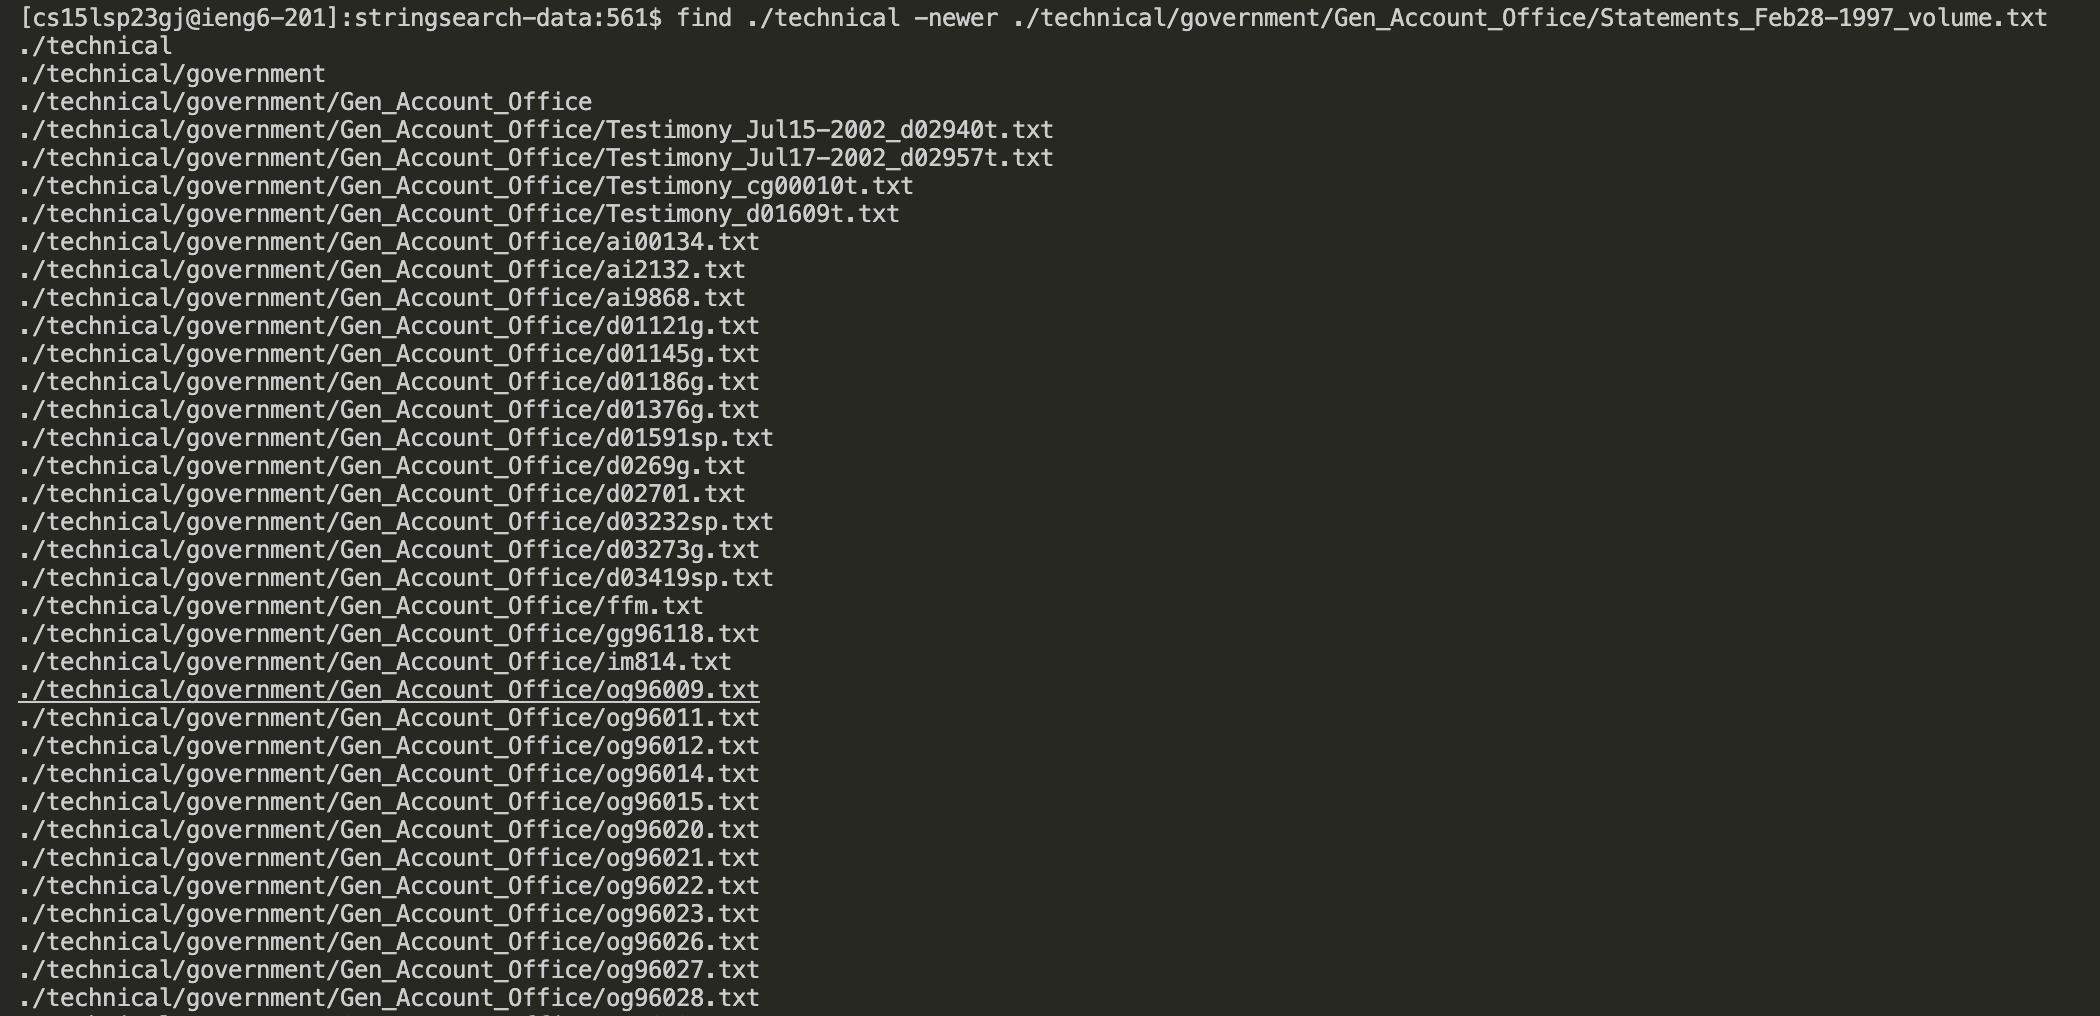 [cs15lsp23gj@ieng6-201]:stringsearch-data:561$ find ./technical -newer ./technical/government/Gen_Account_Office/Statements_Feb28-1997_volume.txt
./technical
./technical/government
./technical/government/Gen_Account_Office
./technical/government/Gen_Account_Office/Testimony_Jul15-2002_d02940t.txt
./technical/government/Gen_Account_Office/Testimony_Jul17-2002_d02957t.txt
./technical/government/Gen_Account_Office/Testimony_cg00010t.txt
./technical/government/Gen_Account_Office/Testimony_d01609t.txt
./technical/government/Gen_Account_Office/ai00134.txt
./technical/government/Gen_Account_Office/ai2132.txt
./technical/government/Gen_Account_Office/ai9868.txt
./technical/government/Gen_Account_Office/d01121g.txt
./technical/government/Gen_Account_Office/d01145g.txt
./technical/government/Gen_Account_Office/d01186g.txt
./technical/government/Gen_Account_Office/d01376g.txt
./technical/government/Gen_Account_Office/d01591sp.txt
./technical/government/Gen_Account_Office/d0269g.txt
./technical/government/Gen_Account_Office/d02701.txt
./technical/government/Gen_Account_Office/d03232sp.txt
./technical/government/Gen_Account_Office/d03273g.txt
./technical/government/Gen_Account_Office/d03419sp.txt
./technical/government/Gen_Account_Office/ffm.txt
./technical/government/Gen_Account_Office/gg96118.txt
./technical/government/Gen_Account_Office/im814.txt
./technical/government/Gen_Account_Office/og96009.txt
./technical/government/Gen_Account_Office/og96011.txt
./technical/government/Gen_Account_Office/og96012.txt
./technical/government/Gen_Account_Office/og96014.txt
./technical/government/Gen_Account_Office/og96015.txt
./technical/government/Gen_Account_Office/og96020.txt
./technical/government/Gen_Account_Office/og96021.txt
./technical/government/Gen_Account_Office/og96022.txt
./technical/government/Gen_Account_Office/og96023.txt
./technical/government/Gen_Account_Office/og96026.txt
./technical/government/Gen_Account_Office/og96027.txt
./technical/government/Gen_Account_Office/og96028.txt